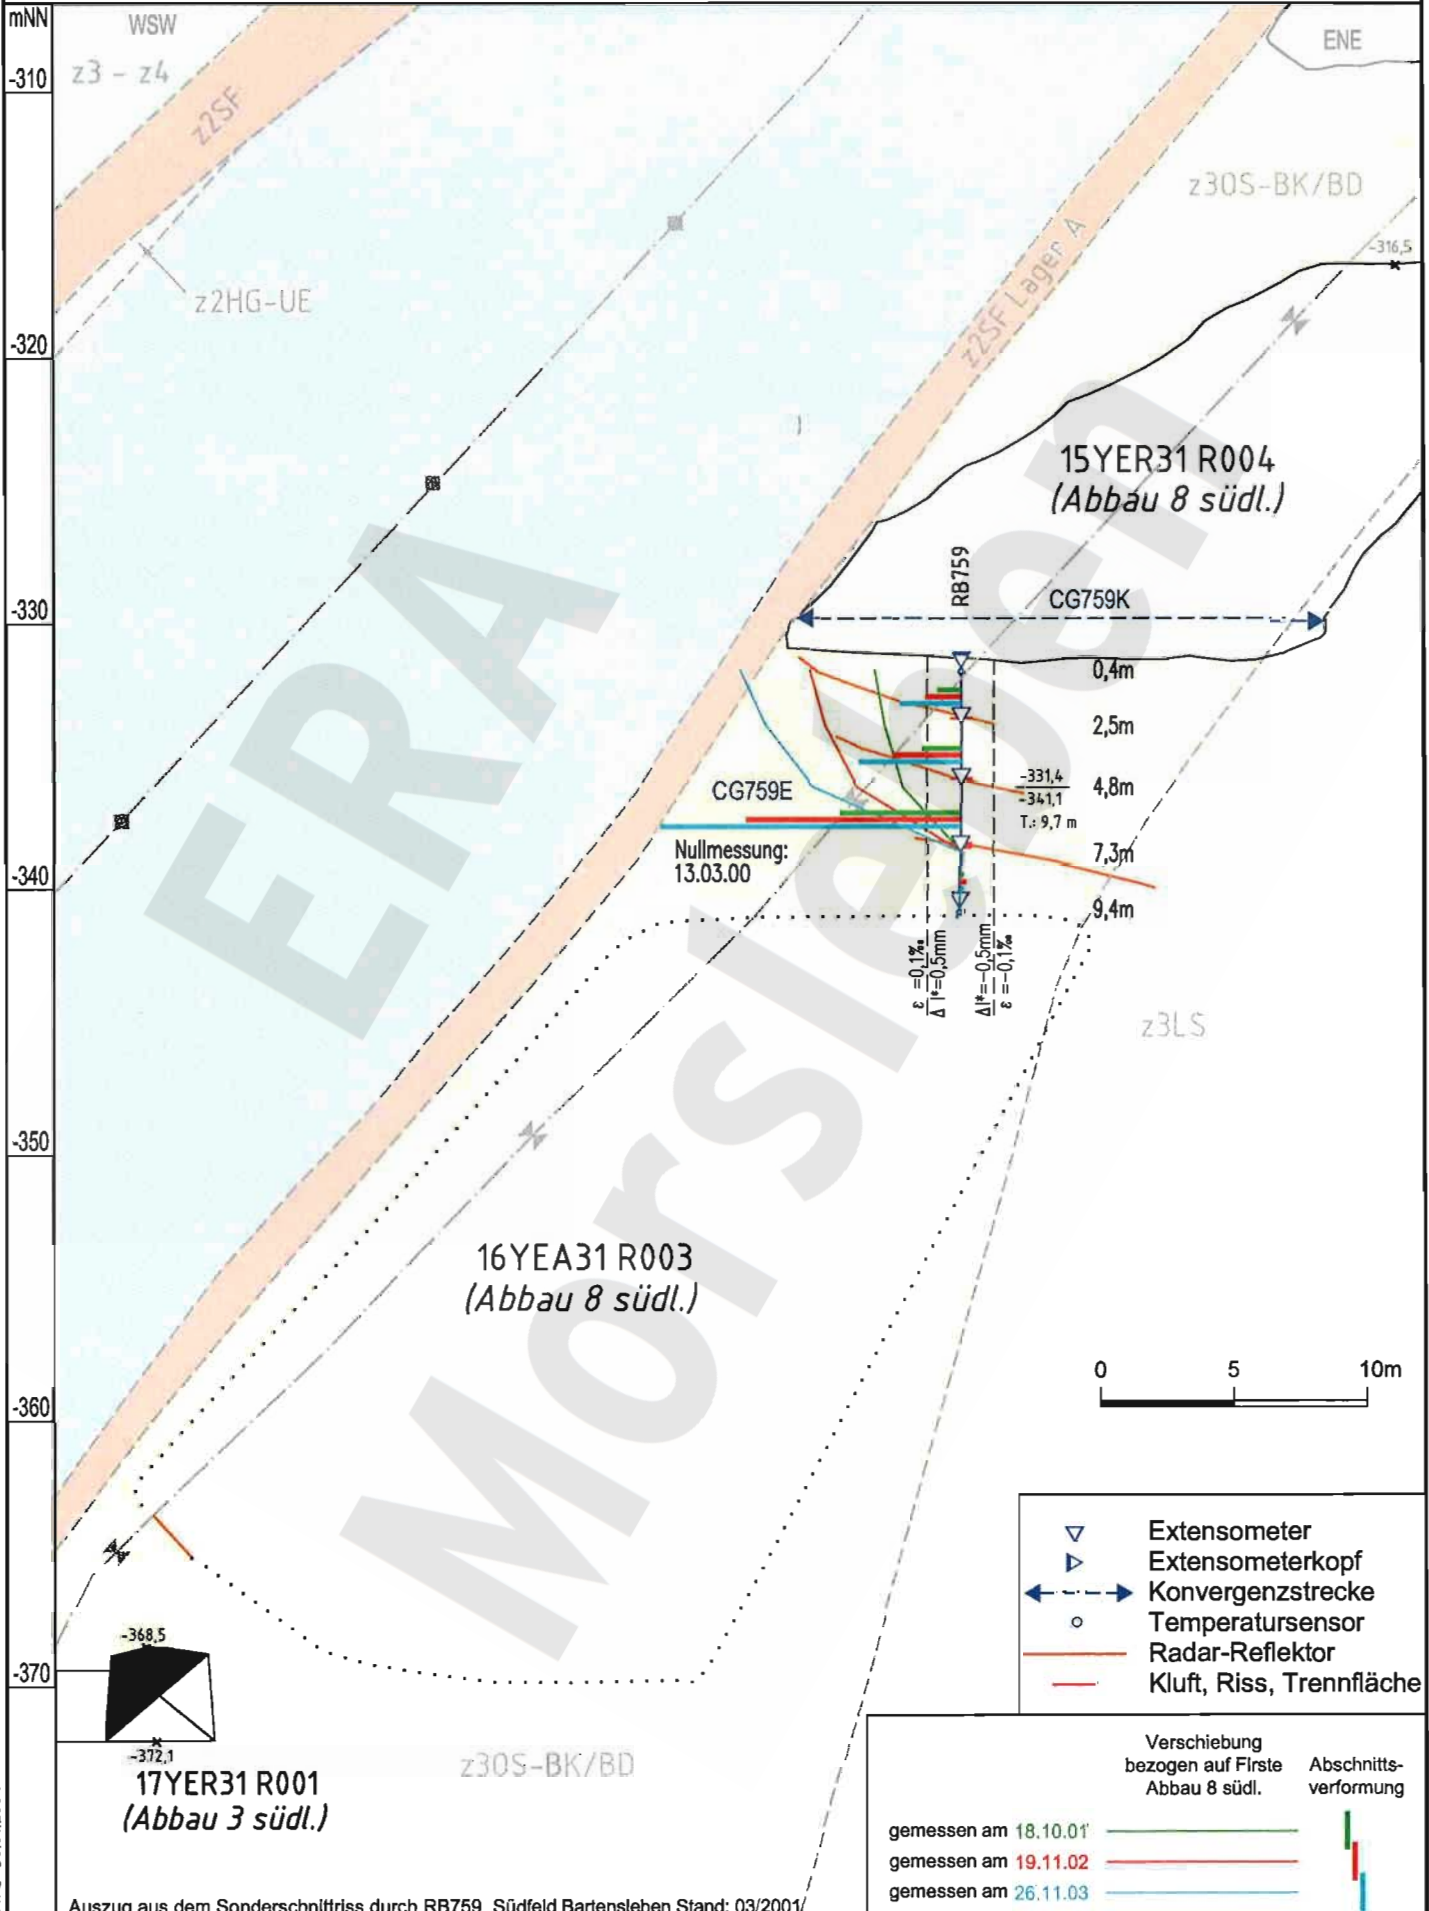 mNN
WSW
ENE
z3 – z4
-310
z2SF
z3OS-BK/BD
-316,5
z2HG-UE
z2SF Lager A
-320
15YER31 R004
(Abbau 8 südl.)
RB759
-330
CG759K
0,4m
2,5m
-331,4
-341,1
T.: 9,7 m
4,8m
CG759E
Nullmessung:
13.03.00
7,3m
-340
9,4m
ε =0,1‰
Δ l*=0,5mm
Δ l*=-0,5mm
ε =-0,1‰
z3LS
-350
16YEA31 R003
(Abbau 8 südl.)
0 5 10m
-360
Extensometer
Extensometerkopf
Konvergenzstrecke
Temperatursensor
Radar-Reflektor
Kluft, Riss, Trennfläche
-368,5
-370
-372,1
17YER31 R001
(Abbau 3 südl.)
z3OS-BK/BD
Verschiebung
bezogen auf Firste
Abbau 8 südl.
Abschnitts-
verformung
gemessen am 18.10.01
gemessen am 19.11.02
gemessen am 26.11.03
Auszug aus dem Sonderschnittriss durch RB759, Südfeld Bartensleben Stand: 03/2001
ERA
Morsleben